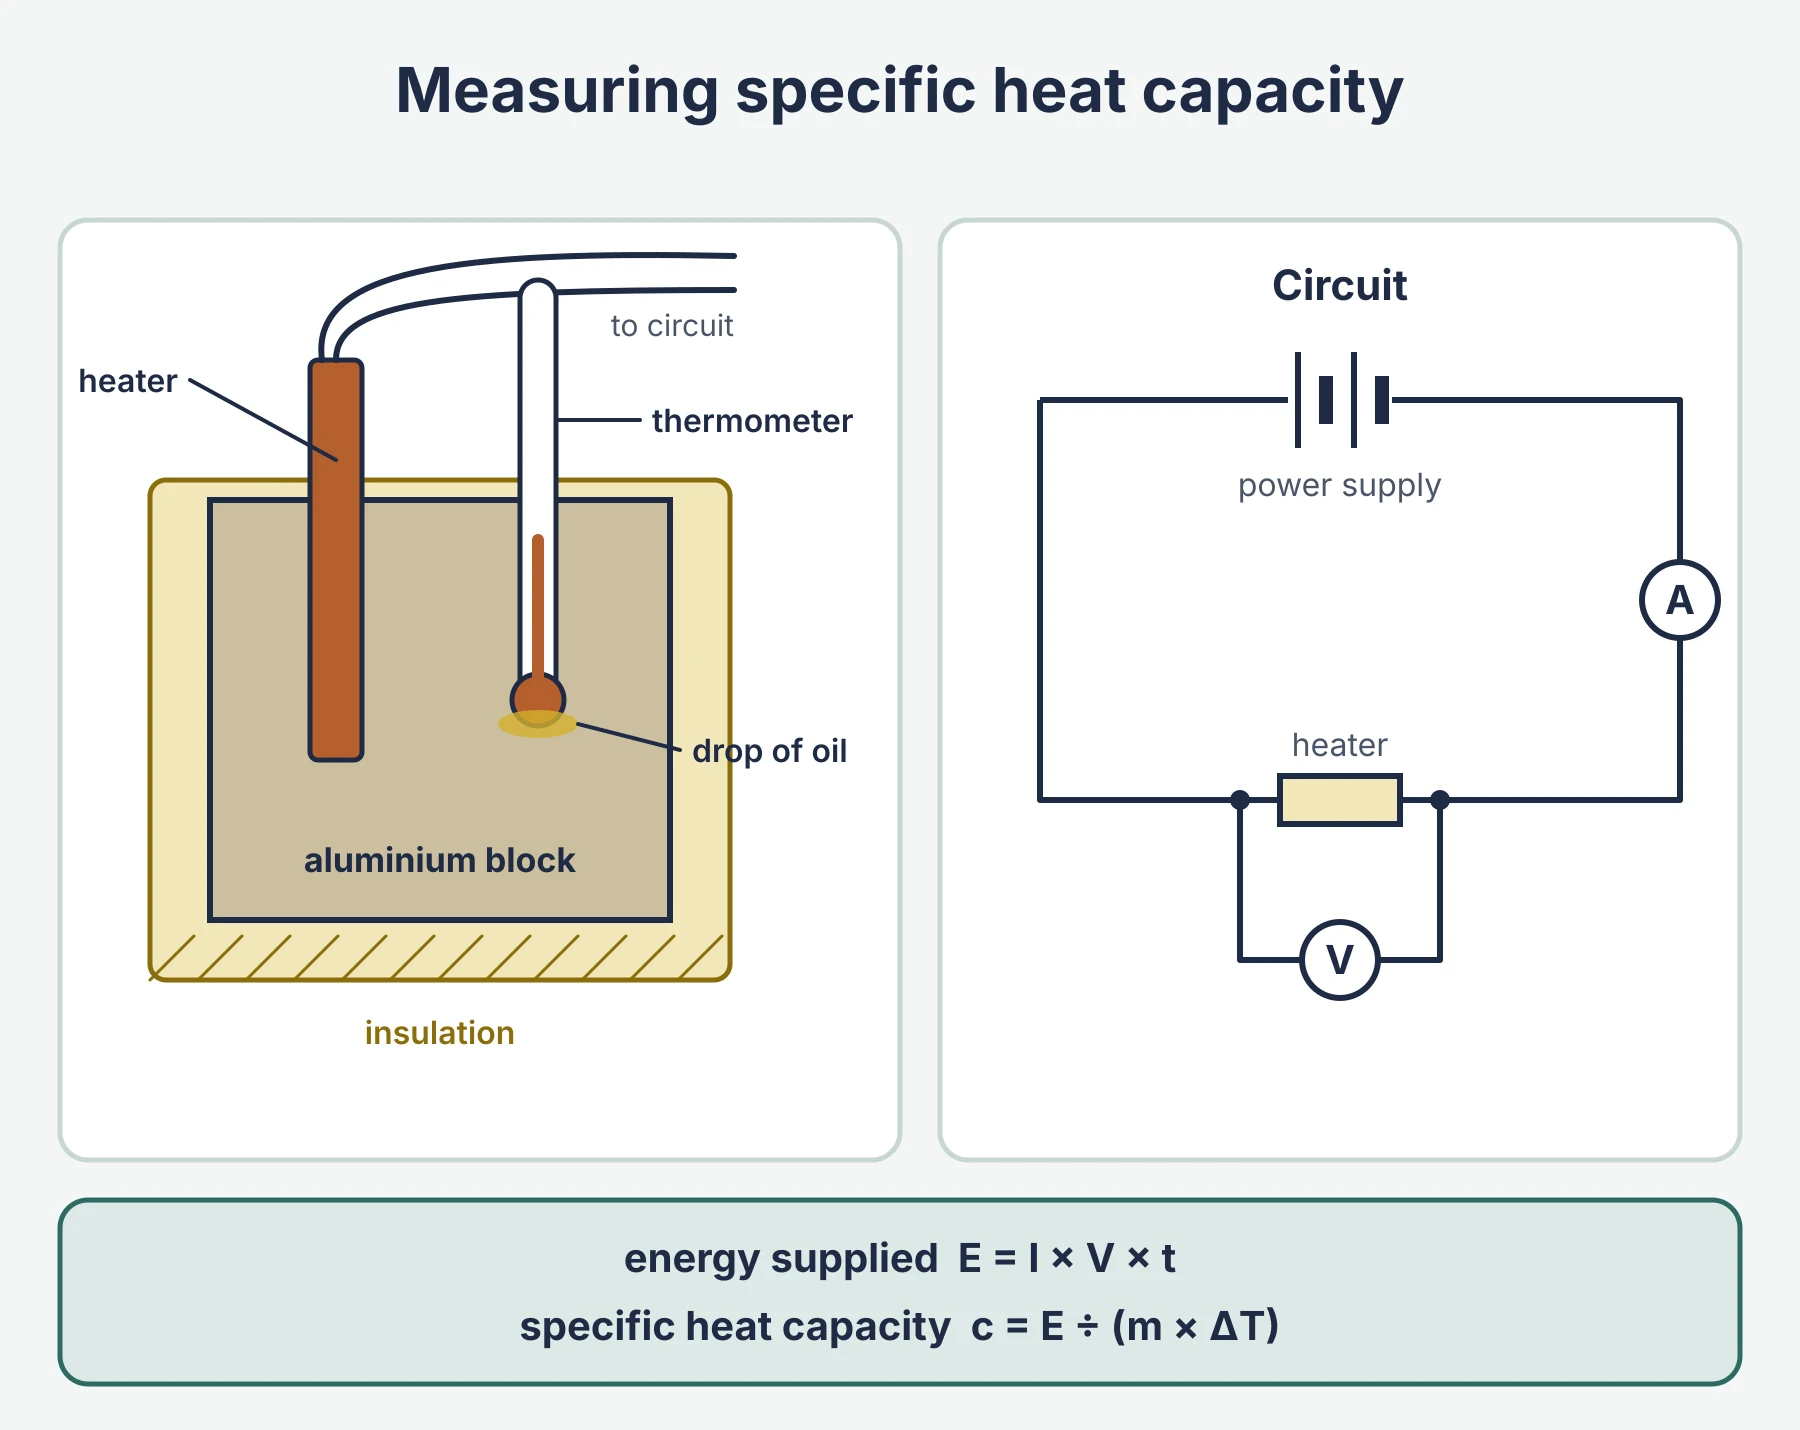 Measuring specific heat capacity
to circuit
heater
thermometer
drop of oil
aluminium block
insulation
Circuit
power supply
A
heater
V
energy supplied E = I × V × t
specific heat capacity c = E ÷ (m × ΔT)